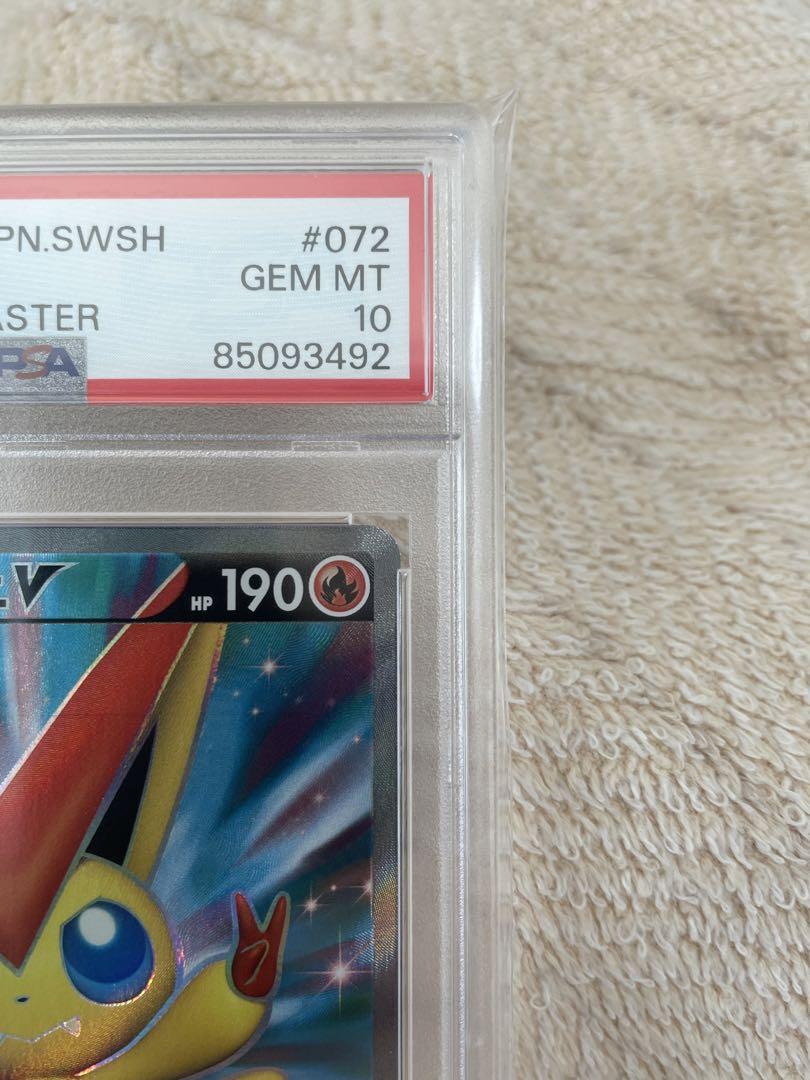 PN.SWSH #072
GEM MT
ASTER 10
PSA 85093492
V HP 190